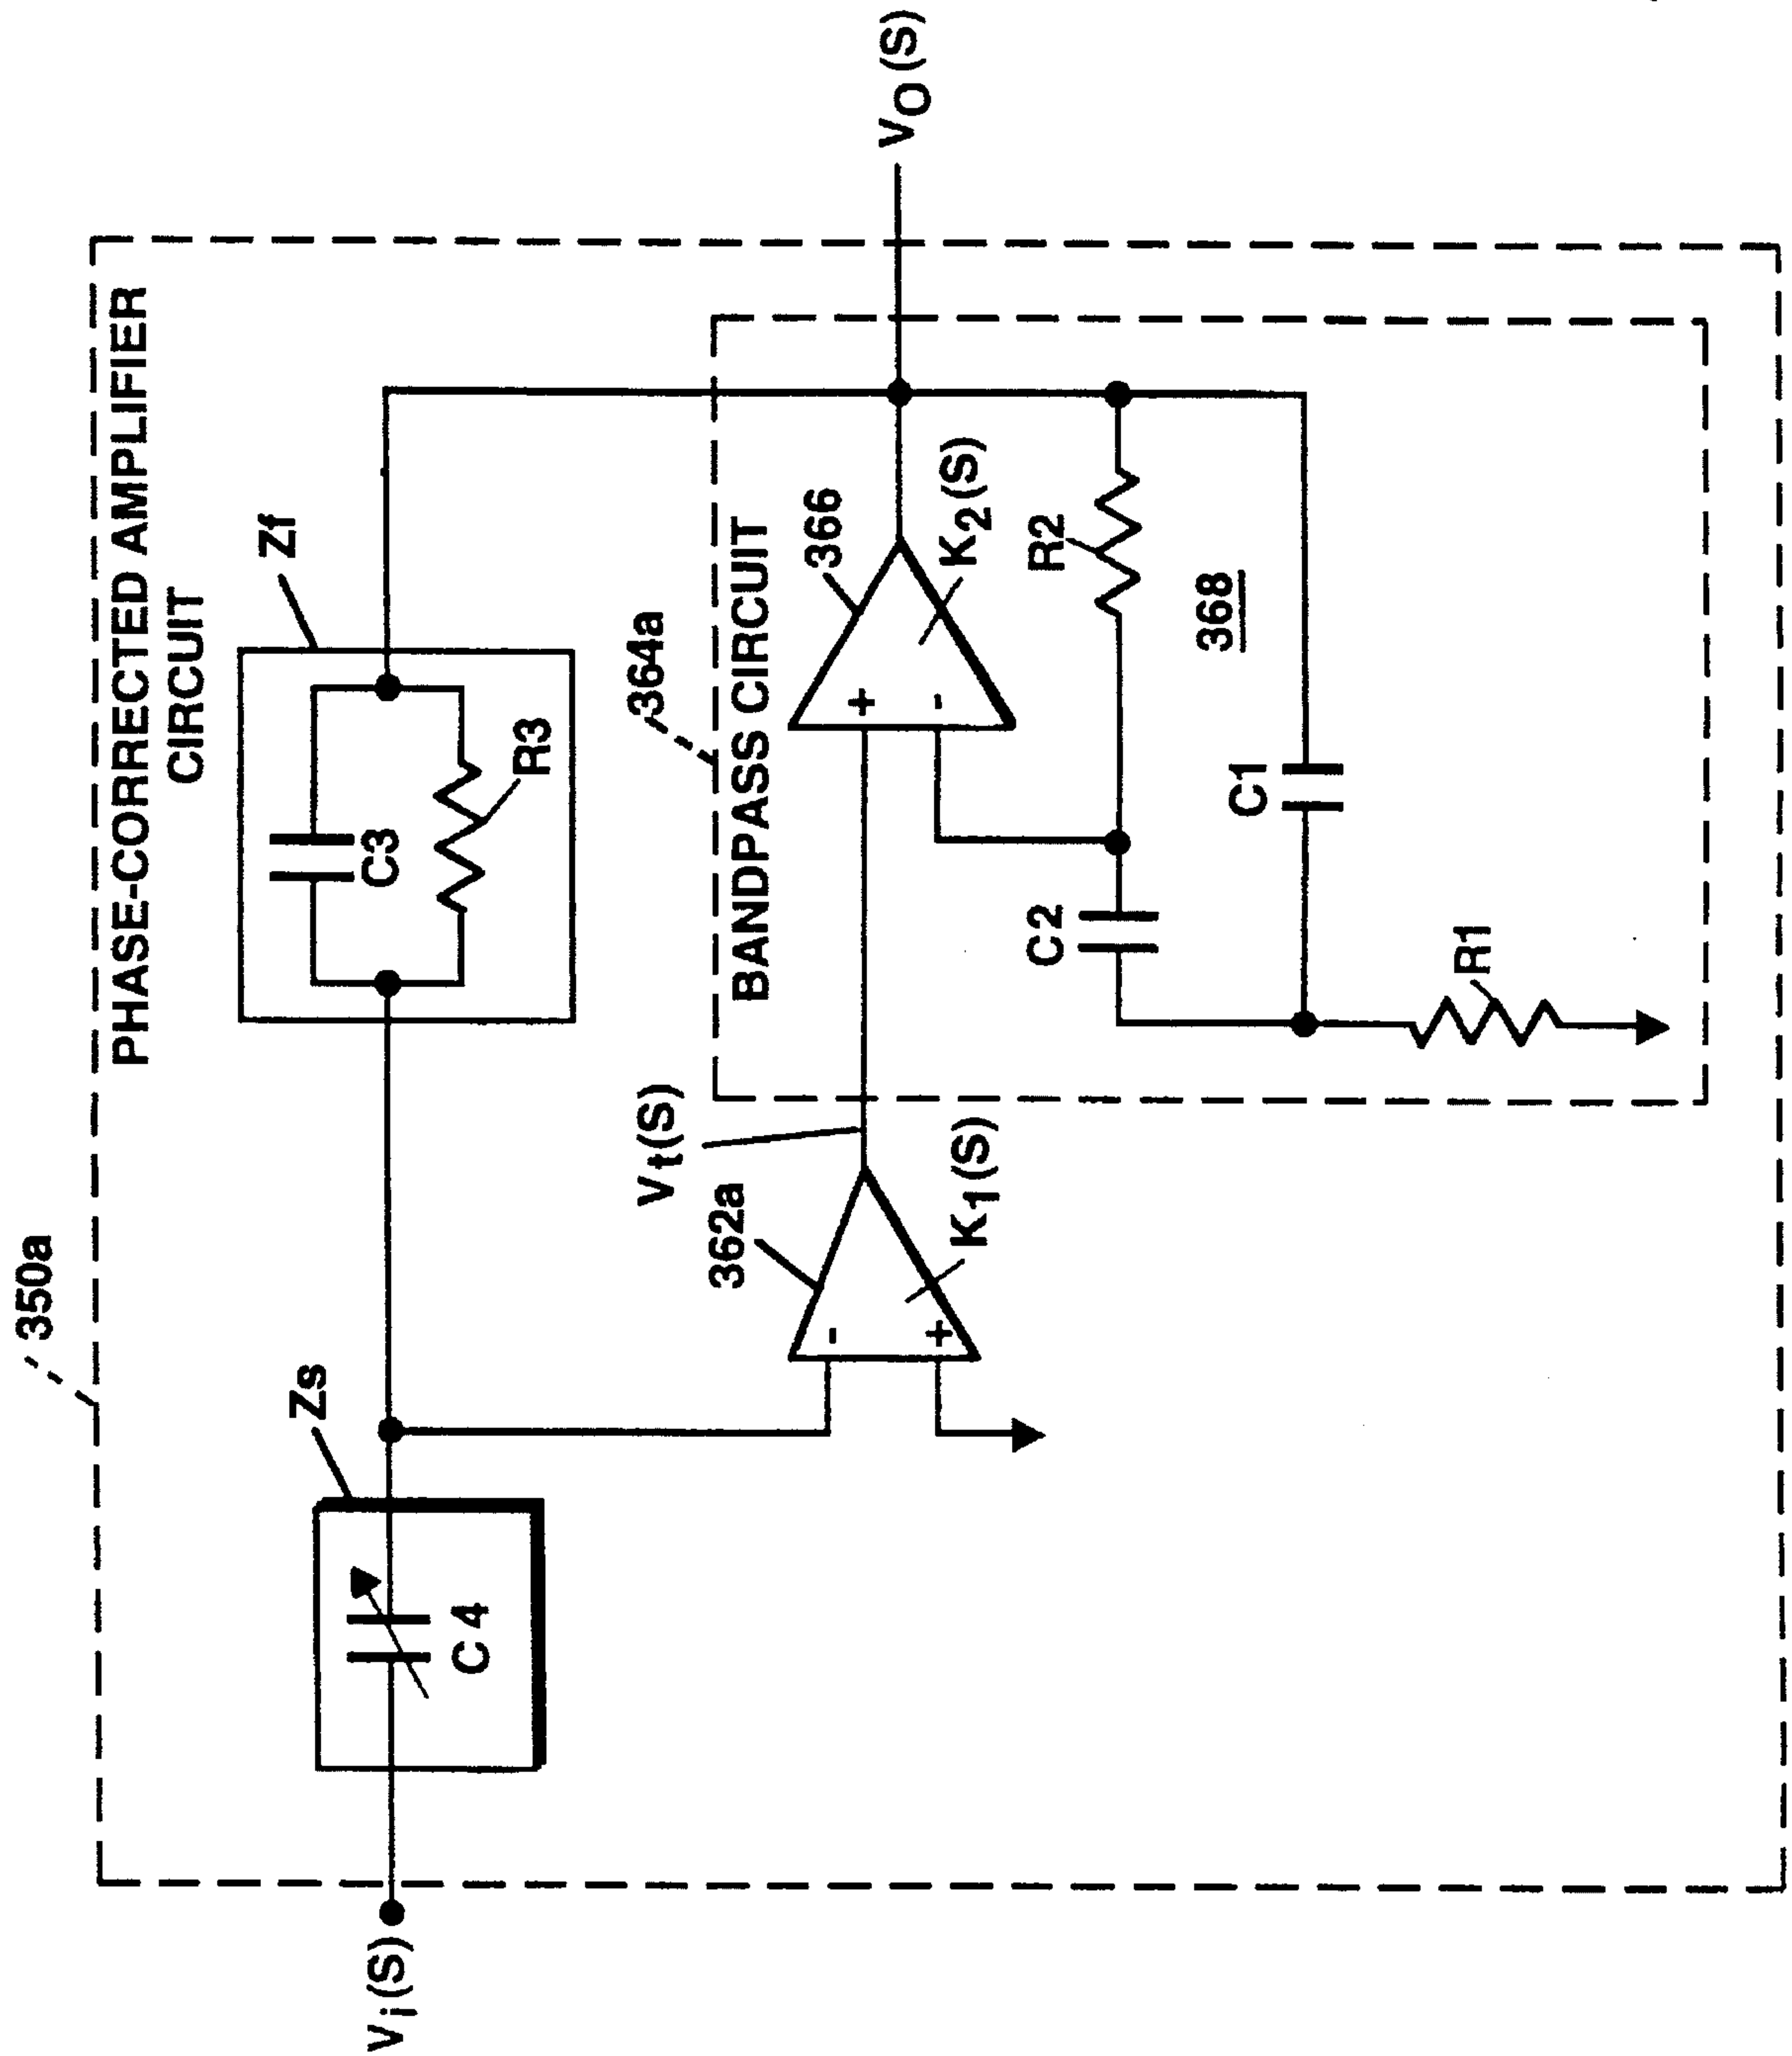 350a
PHASE-CORRECTED AMPLIFIER
CIRCUIT
Zf
Zs
C3
R3
C4
Vi(S)
VO(S)
364a
BANDPASS CIRCUIT
Vt(S)
362a
366
-
+
+
-
K1(S)
K2(S)
R2
C2
368
C1
R1